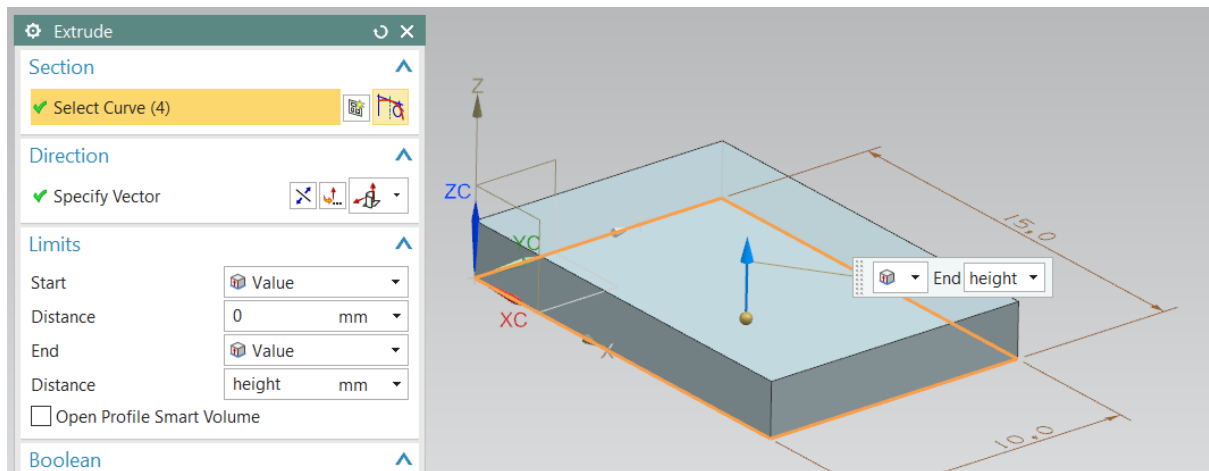 Extrude
Section
Select Curve (4)
Direction
Specify Vector
Limits
Start Value
Distance 0 mm
End Value
Distance height mm
Open Profile Smart Volume
Boolean
Z
ZC
YC
XC
X
15,0
End height
10,0